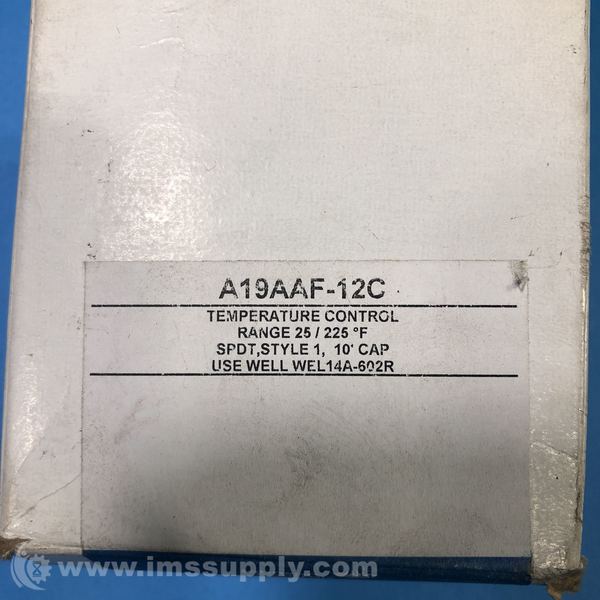 A19AAF-12C
TEMPERATURE CONTROL
RANGE 25 / 225 °F
SPDT,STYLE 1, 10' CAP
USE WELL WEL14A-602R
www.imssupply.com